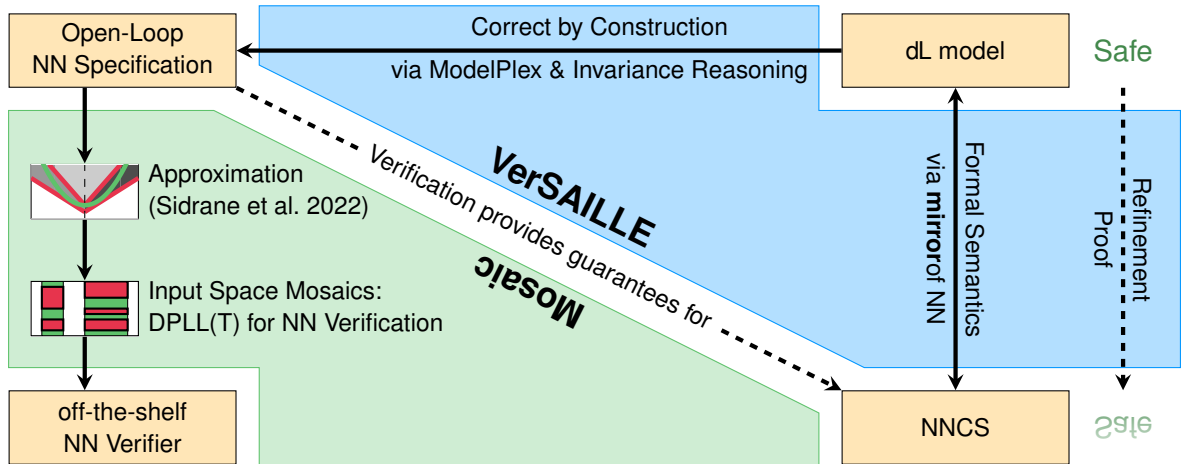 Open-Loop
NN Specification
Correct by Construction
via ModelPlex & Invariance Reasoning
dL model
Safe
Approximation
(Sidrane et al. 2022)
VerSAILLE
Verification provides guarantees for
Mosaic
Formal Semantics
via mirrorof NN
Refinement
Proof
Input Space Mosaics:
DPLL(T) for NN Verification
off-the-shelf
NN Verifier
NNCS
Safe